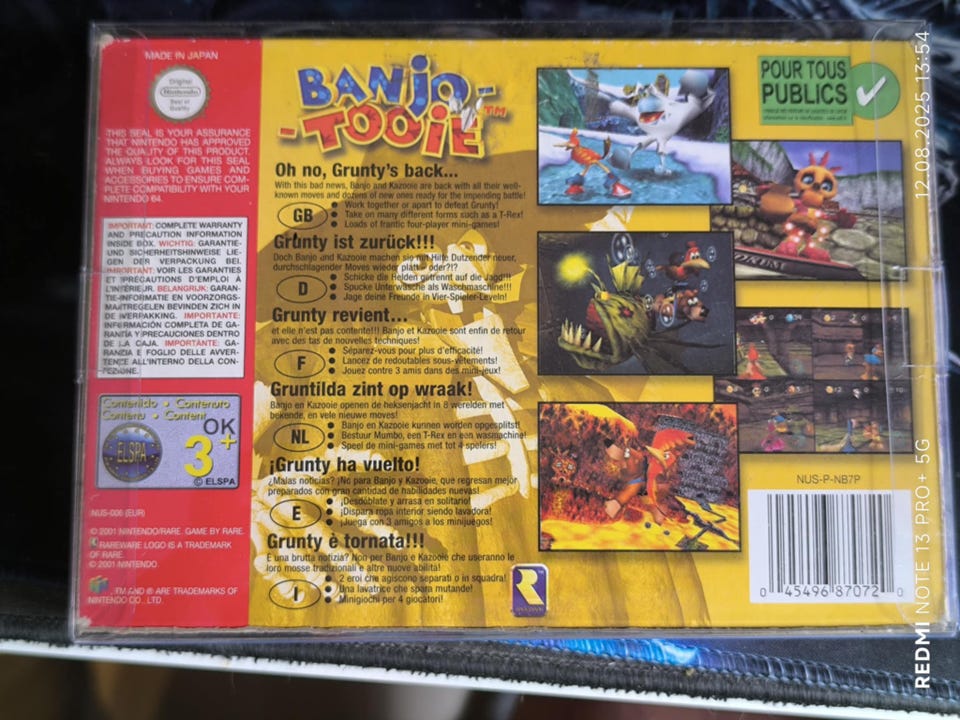 MADE IN JAPAN
Original
Nintendo
Seal of
Quality
THIS SEAL IS YOUR ASSURANCE
THAT NINTENDO HAS APPROVED
THE QUALITY OF THIS PRODUCT.
ALWAYS LOOK FOR THIS SEAL
WHEN BUYING GAMES AND
ACCESSORIES TO ENSURE COM-
PLETE COMPATIBILITY WITH YOUR
NINTENDO 64.
IMPORTANT: COMPLETE WARRANTY
AND PRECAUTION INFORMATION
INSIDE BOX. WICHTIG: GARANTIE-
UND SICHERHEITSHINWEISE LIE-
GEN DER VERPACKUNG BEI.
IMPORTANT: VOIR LES GARANTIES
ET PRÉCAUTIONS D'EMPLOI À
L'INTÉRIEUR. BELANGRIJK: GARAN-
TIE-INFORMATION EN VOORZORGS-
MAATREGELEN BEVINDEN ZICH IN
DE VERPAKKING. IMPORTANTE:
INFORMACIÓN COMPLETA DE GA-
RANTÍA Y PRECAUCIONES DENTRO
DE LA CAJA. IMPORTANTE: GA-
RANZIA E FOGLIO DELLE AVVER-
TENZE ALL'INTERNO DELLA CON-
FEZIONE.
Contenido • Contenuto
Contenu • Content
OK
ELSPA
3+
© ELSPA
NUS-006 (EUR)
© 2001 NINTENDO/RARE. GAME BY RARE.
RAREWARE LOGO IS A TRADEMARK
OF RARE.
© 2001 NINTENDO.
TM AND ® ARE TRADEMARKS OF
NINTENDO CO., LTD.
BANJO-
-TOOIE™
Oh no, Grunty's back...
With this bad news, Banjo and Kazooie are back with all their well-
known moves and dozens of new ones ready for the impending battle!
GB
● Work together or apart to defeat Grunty!
● Take on many different forms such as a T-Rex!
● Loads of frantic four-player mini-games!
Grunty ist zurück!!!
Doch Banjo und Kazooie machen sie mit Hilfe Dutzender neuer,
durchschlagender Moves wieder platt – oder?!?
D
● Schicke die Helden getrennt auf die Jagd!!!
● Spucke Unterwäsche als Waschmaschine!!!
● Jage deine Freunde in Vier-Spieler-Leveln!
Grunty revient...
et elle n'est pas contente!!! Banjo et Kazooie sont enfin de retour
avec des tas de nouvelles techniques!
F
● Séparez-vous pour plus d'efficacité!
● Lancez de redoutables sous-vêtements!
● Jouez contre 3 amis dans des mini-jeux!
Gruntilda zint op wraak!
Banjo en Kazooie openen de heksenjacht in 8 werelden met
bekende, en vele nieuwe moves!
NL
● Banjo en Kazooie kunnen worden opgesplitst!
● Bestuur Mumbo, een T-Rex en een wasmachine!
● Speel de mini-games met tot 4 spelers!
¡Grunty ha vuelto!
¿Malas noticias? ¡No para Banjo y Kazooie, que regresan mejor
preparados con gran cantidad de habilidades nuevas!
E
● ¡Desdóblate y arrasa en solitario!
● ¡Dispara ropa interior siendo lavadora!
● ¡Juega con 3 amigos a los minijuegos!
Grunty è tornata!!!
È una brutta notizia? Non per Banjo e Kazooie che useranno le
loro mosse tradizionali e altre nuove abilità!
I
● 2 eroi che agiscono separati o in squadra!
● Una lavatrice che spara mutande!
● Minigiochi per 4 giocatori!
POUR TOUS
PUBLICS
NUS-P-NB7P
0 45496 87072 0
REDMI NOTE 13 PRO+ 5G
12.08.2025 13:54